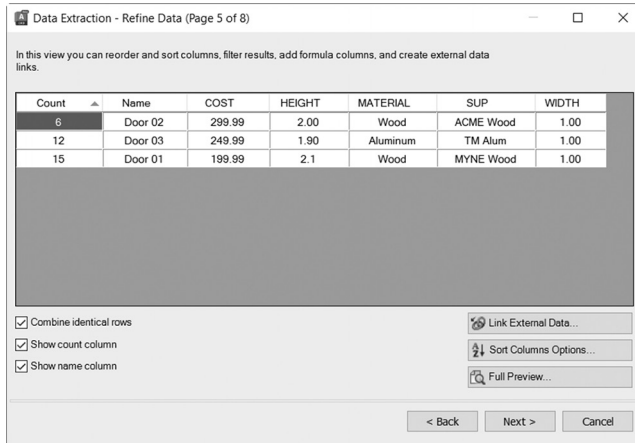 Data Extraction - Refine Data (Page 5 of 8)
In this view you can reorder and sort columns, filter results, add formula columns, and create external data
links.
Count Name COST HEIGHT MATERIAL SUP WIDTH
6 Door 02 299.99 2.00 Wood ACME Wood 1.00
12 Door 03 249.99 1.90 Aluminum TM Alum 1.00
15 Door 01 199.99 2.1 Wood MYNE Wood 1.00
Combine identical rows
Show count column
Show name column
Link External Data...
Sort Columns Options...
Full Preview...
< Back Next > Cancel